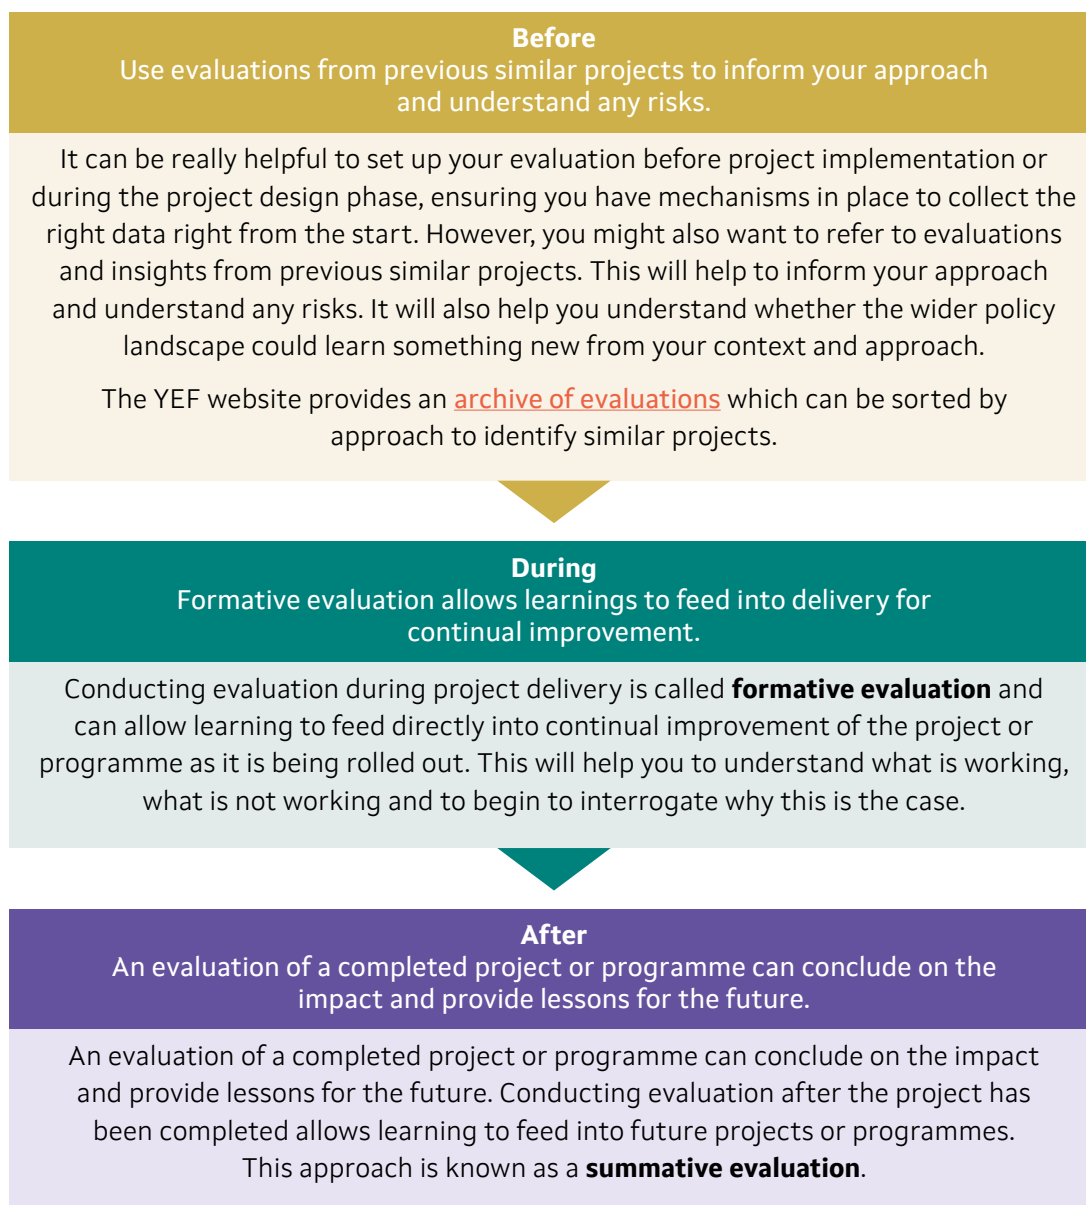 Before
Use evaluations from previous similar projects to inform your approach
and understand any risks.
It can be really helpful to set up your evaluation before project implementation or
during the project design phase, ensuring you have mechanisms in place to collect the
right data right from the start. However, you might also want to refer to evaluations
and insights from previous similar projects. This will help to inform your approach
and understand any risks. It will also help you understand whether the wider policy
landscape could learn something new from your context and approach.
The YEF website provides an archive of evaluations which can be sorted by
approach to identify similar projects.
During
Formative evaluation allows learnings to feed into delivery for
continual improvement.
Conducting evaluation during project delivery is called formative evaluation and
can allow learning to feed directly into continual improvement of the project or
programme as it is being rolled out. This will help you to understand what is working,
what is not working and to begin to interrogate why this is the case.
After
An evaluation of a completed project or programme can conclude on the
impact and provide lessons for the future.
An evaluation of a completed project or programme can conclude on the impact
and provide lessons for the future. Conducting evaluation after the project has
been completed allows learning to feed into future projects or programmes.
This approach is known as a summative evaluation.